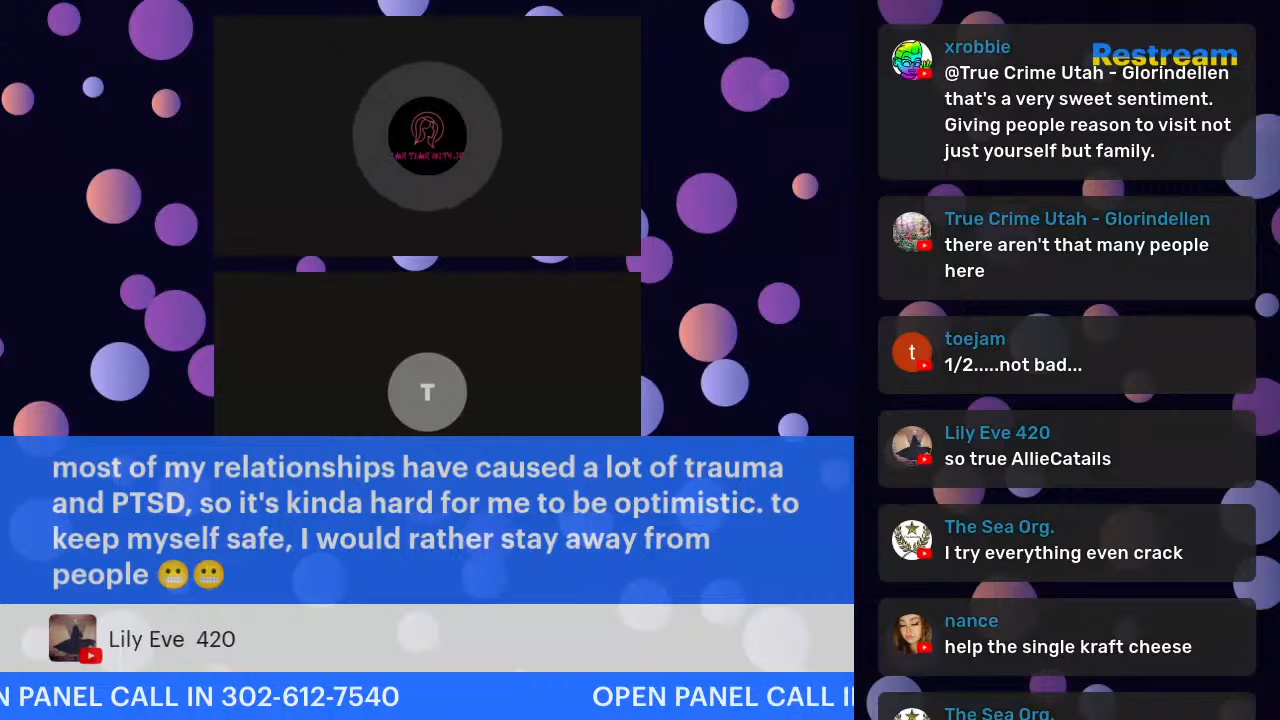 T
most of my relationships have caused a lot of trauma
and PTSD, so it's kinda hard for me to be optimistic. to
keep myself safe, I would rather stay away from
people 😬😬
Lily Eve 420
N PANEL CALL IN 302-612-7540 OPEN PANEL CALL I
Restream
xrobbie
@True Crime Utah - Glorindellen
that's a very sweet sentiment.
Giving people reason to visit not
just yourself but family.
True Crime Utah - Glorindellen
there aren't that many people
here
t
toejam
1/2.....not bad...
Lily Eve 420
so true AllieCatails
The Sea Org.
I try everything even crack
nance
help the single kraft cheese
The Sea Org.